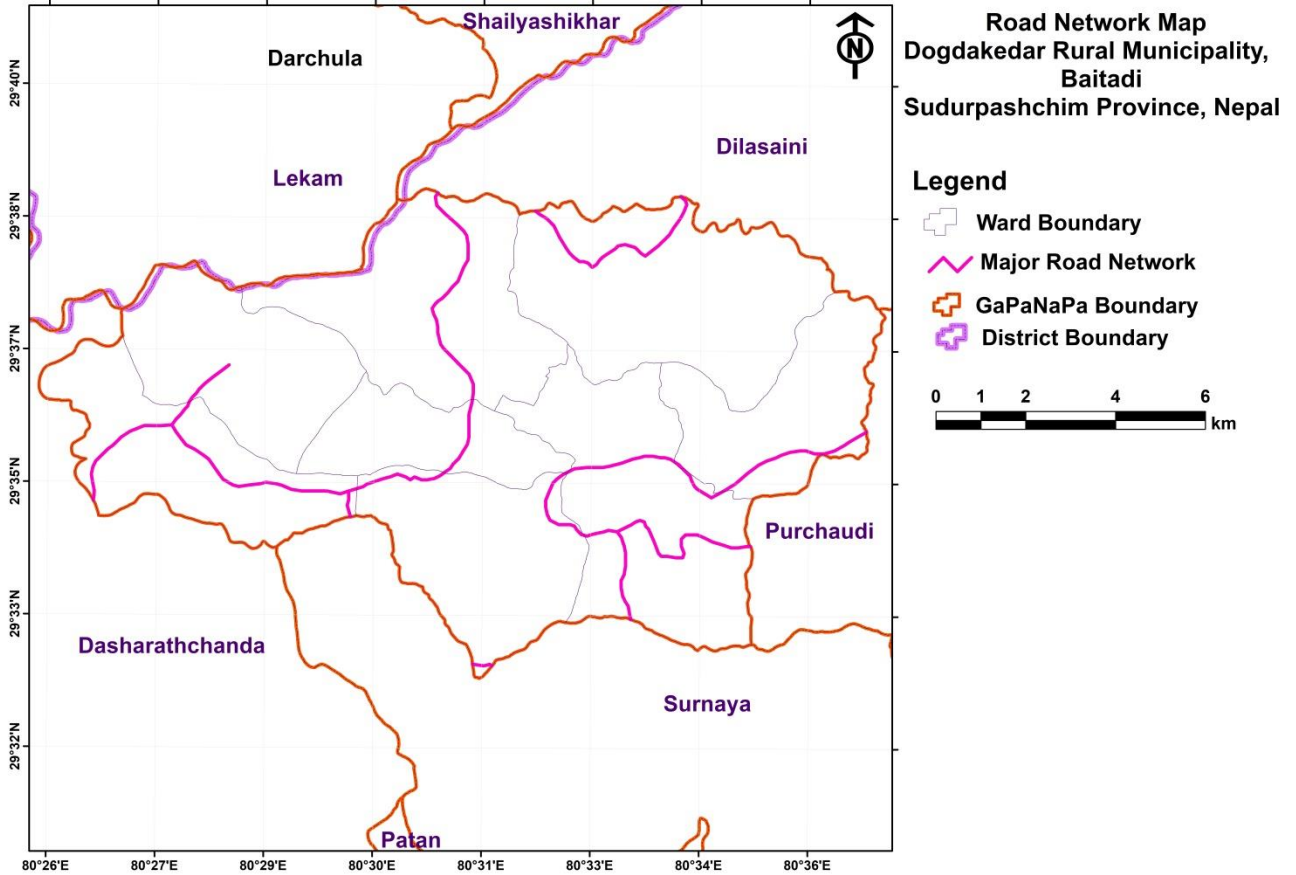 Road Network Map
Dogdakedar Rural Municipality,
Baitadi
Sudurpashchim Province, Nepal
Legend
Ward Boundary
Major Road Network
GaPaNaPa Boundary
District Boundary
0 1 2 4 6
km
N
Shailyashikhar
Darchula
Dilasaini
Lekam
Purchaudi
Dasharathchanda
Surnaya
Patan
29°40'N
29°38'N
29°37'N
29°35'N
29°33'N
29°32'N
80°26'E 80°27'E 80°29'E 80°30'E 80°31'E 80°33'E 80°34'E 80°36'E